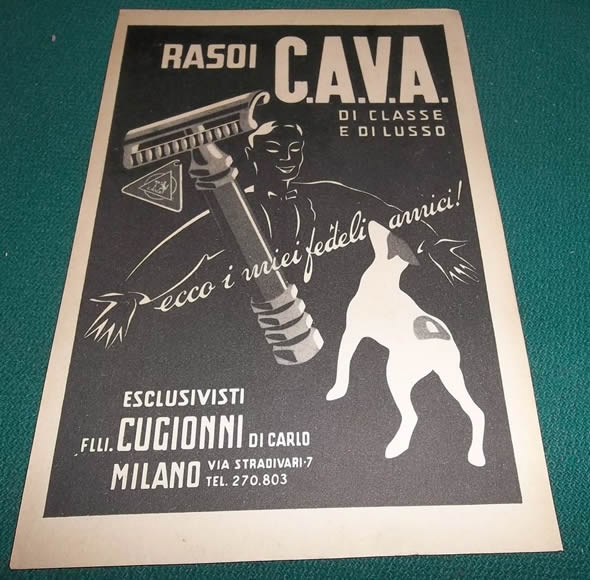 RASOI C.A.V.A.
DI CLASSE
E DI LUSSO
ecco i miei fedeli amici!
ESCLUSIVISTI
FLLI. CUGIONNI DI CARLO
MILANO VIA STRADIVARI·7
TEL. 270.803